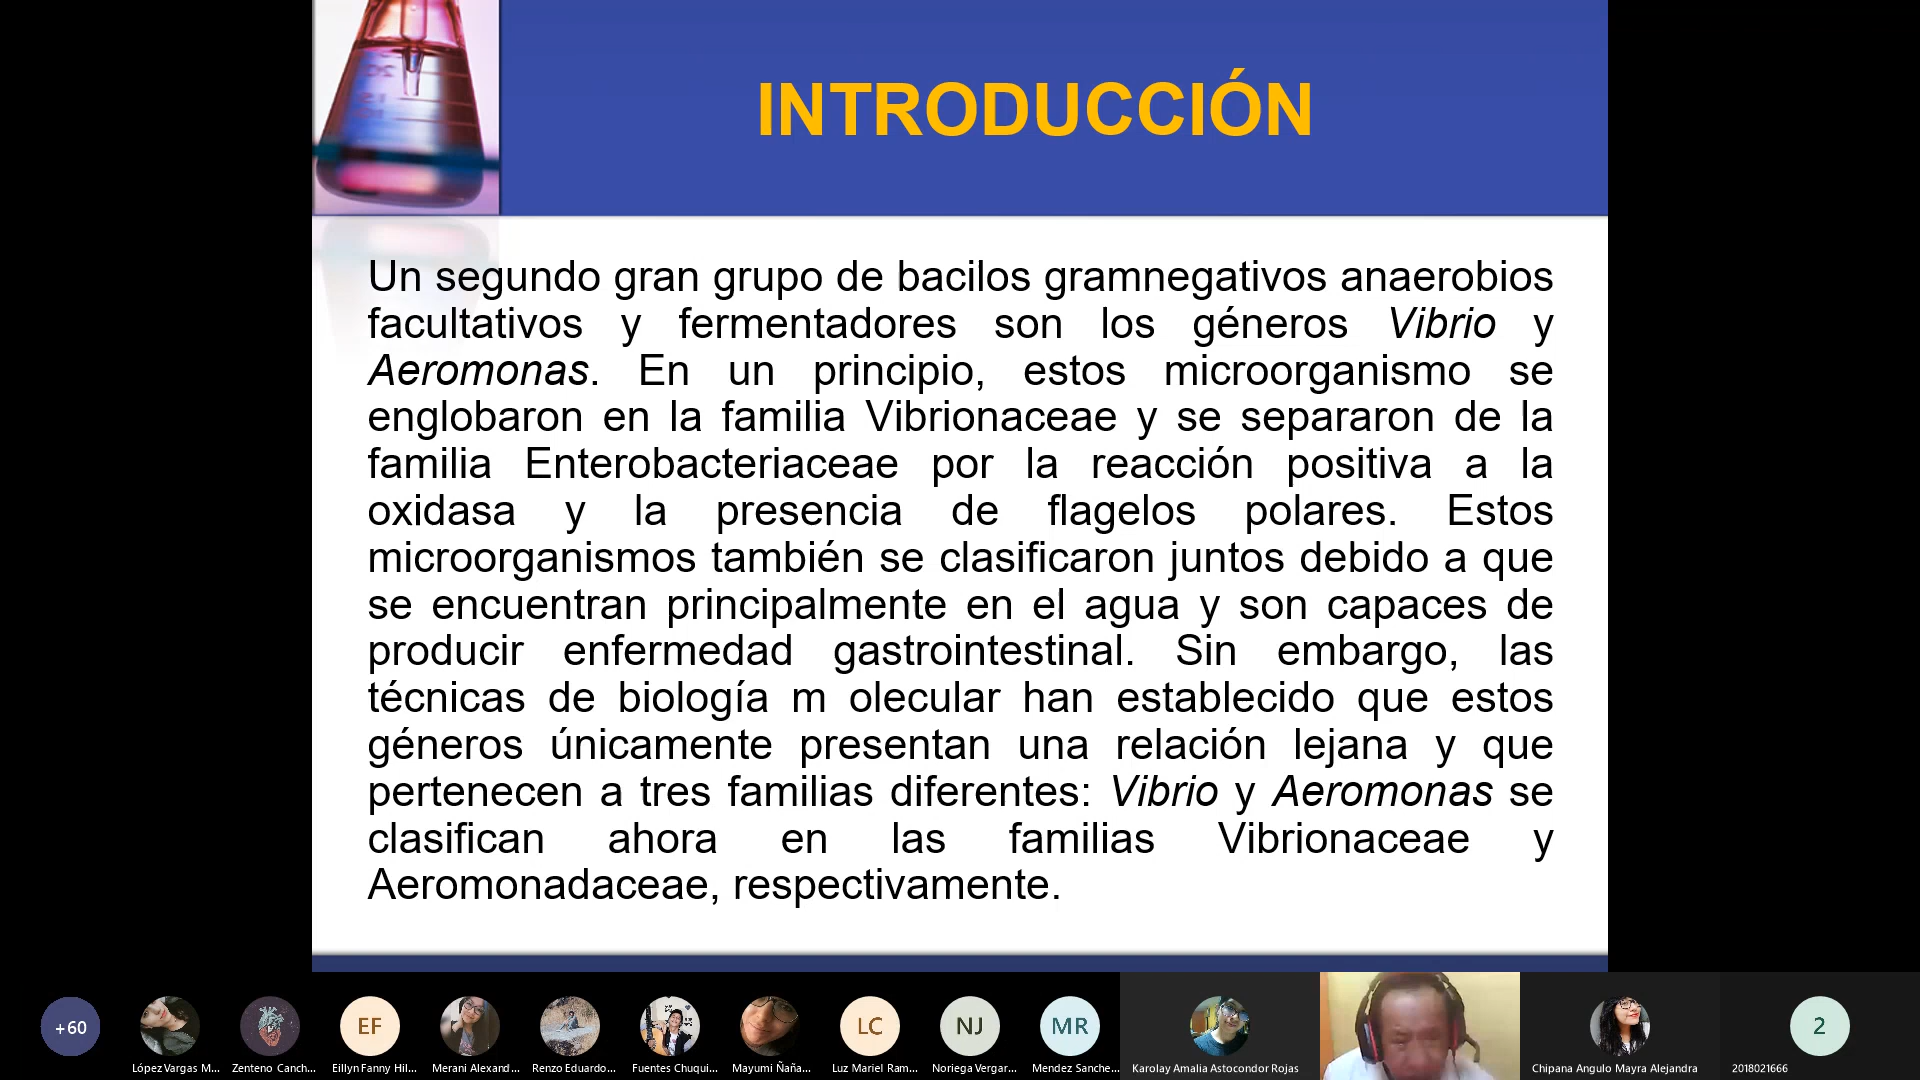 INTRODUCCIÓN
Un segundo gran grupo de bacilos gramnegativos anaerobios
facultativos y fermentadores son los géneros Vibrio y
Aeromonas. En un principio, estos microorganismo se
englobaron en la familia Vibrionaceae y se separaron de la
familia Enterobacteriaceae por la reacción positiva a la
oxidasa y la presencia de flagelos polares. Estos
microorganismos también se clasificaron juntos debido a que
se encuentran principalmente en el agua y son capaces de
producir enfermedad gastrointestinal. Sin embargo, las
técnicas de biología m olecular han establecido que estos
géneros únicamente presentan una relación lejana y que
pertenecen a tres familias diferentes: Vibrio y Aeromonas se
clasifican ahora en las familias Vibrionaceae y
Aeromonadaceae, respectivamente.
+60 EF LC NJ MR 2
López Vargas M... Zenteno Canch... Eillyn Fanny Hil... Merani Alexand... Renzo Eduardo... Fuentes Chuqui... Mayumi Ñaña... Luz Mariel Ram... Noriega Vergar... Mendez Sanche... Karolay Amalia Astocondor Rojas Chipana Angulo Mayra Alejandra 2018021666